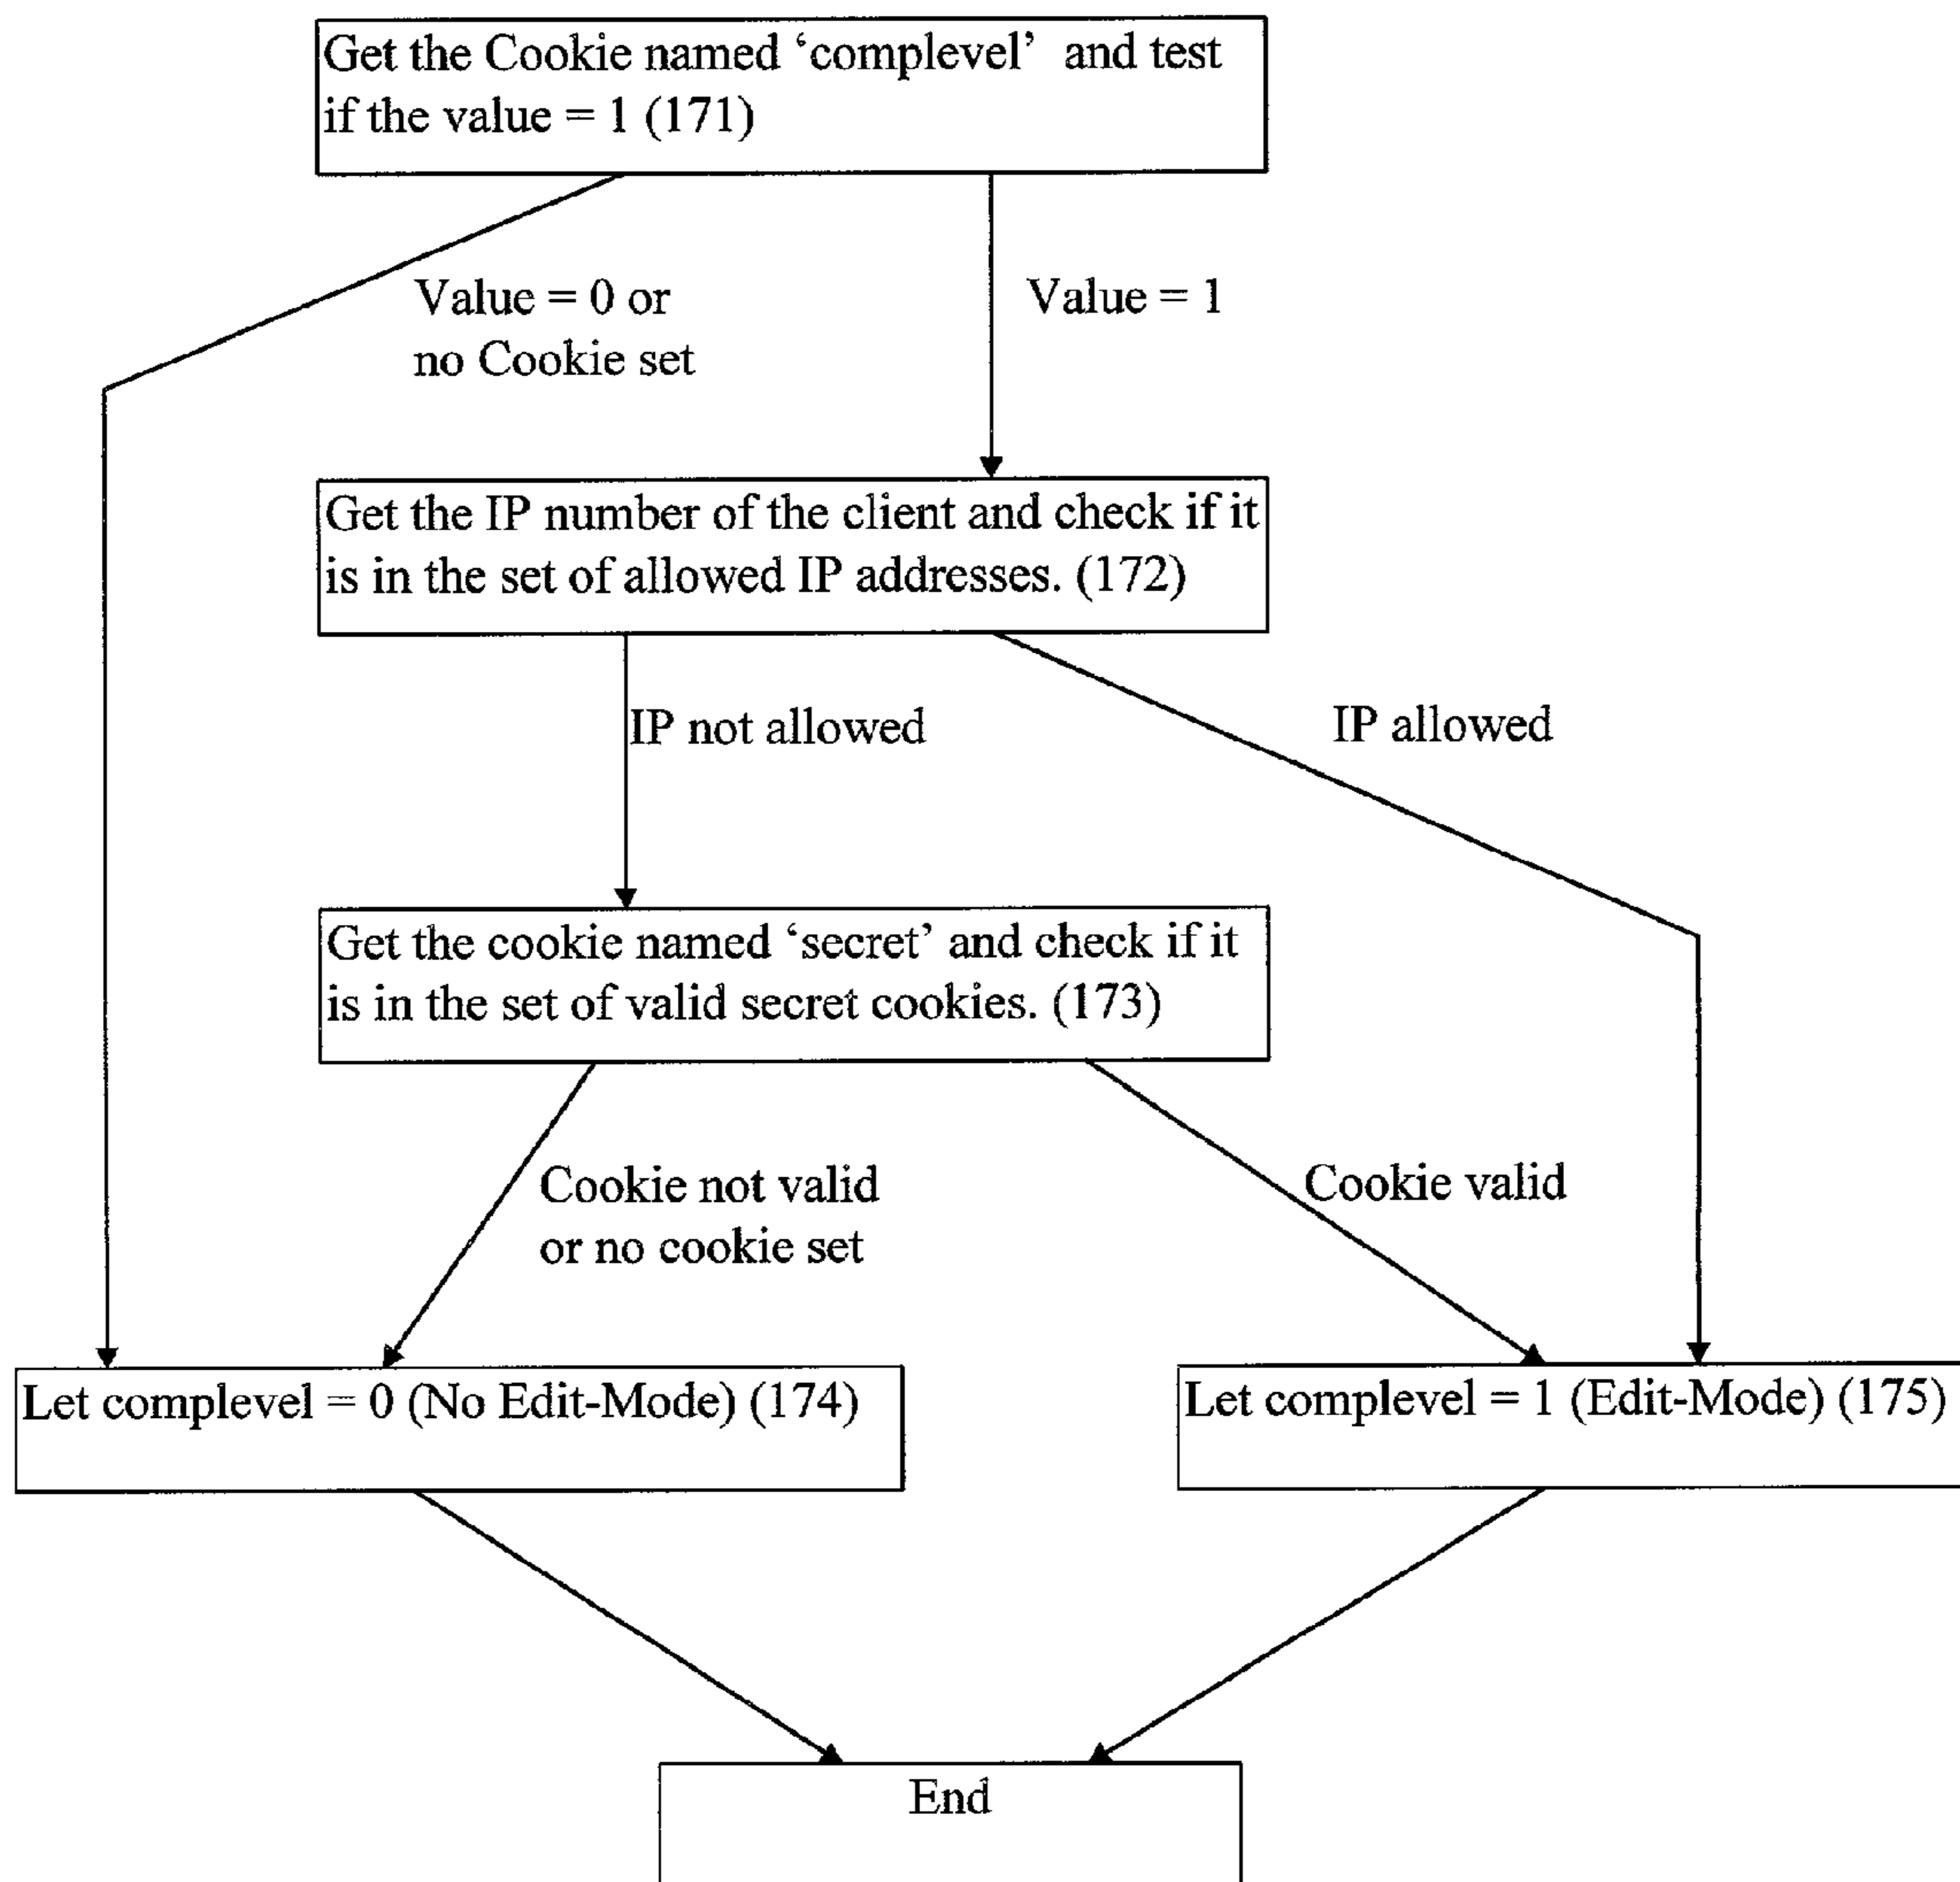 Get the Cookie named ‘complevel’ and test
if the value = 1 (171)
Value = 0 or
no Cookie set
Value = 1
Get the IP number of the client and check if it
is in the set of allowed IP addresses. (172)
IP not allowed
IP allowed
Get the cookie named ‘secret’ and check if it
is in the set of valid secret cookies. (173)
Cookie not valid
or no cookie set
Cookie valid
Let complevel = 0 (No Edit-Mode) (174)
Let complevel = 1 (Edit-Mode) (175)
End